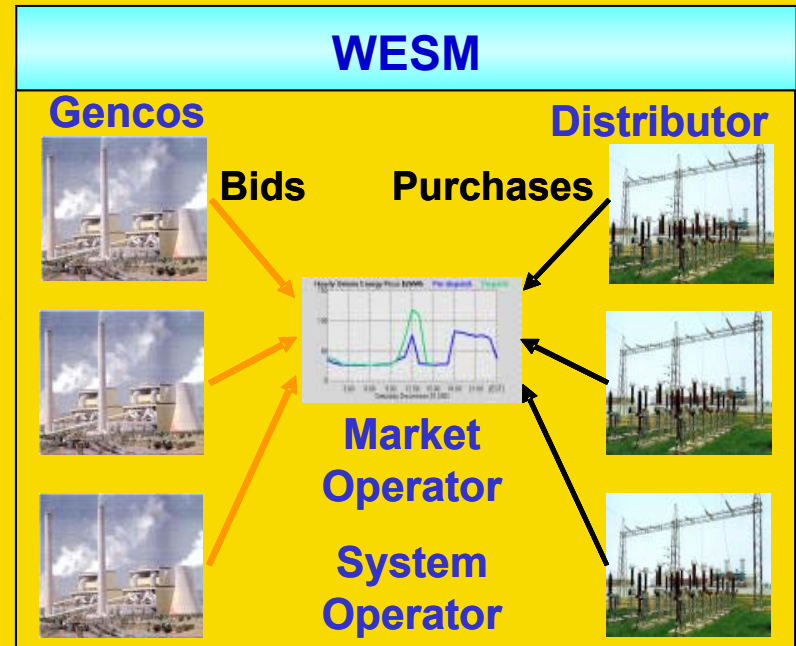 WESM
Gencos
Distributor
Bids
Purchases
Market
Operator
System
Operator